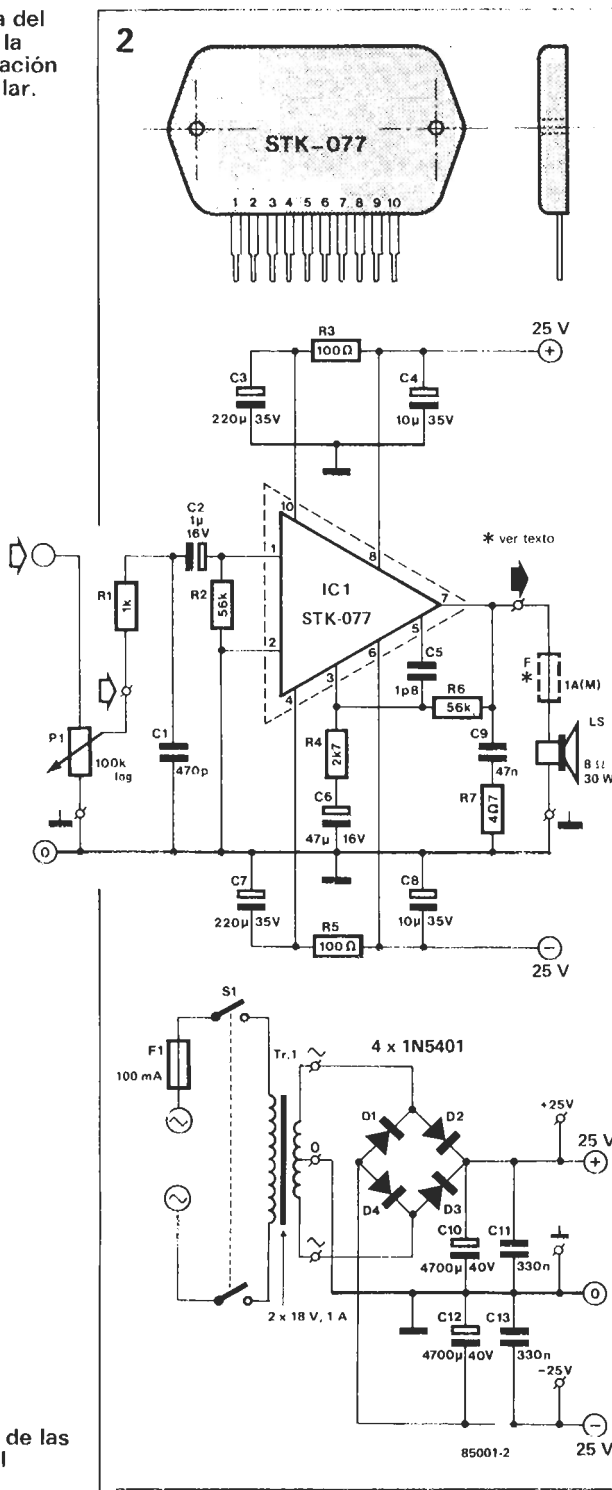 a del
la
ación
lar.
2
STK-077
1 2 3 4 5 6 7 8 9 10
R3
100Ω
25 V
+
C3
220µ 35V
C4
10µ 35V
C2
1µ
16V
10
1
8
* ver texto
R1
1k
R2
56k
IC1
STK-077
7
2
5
6
3
4
C5
1p8
R6
56k
F
*
1A(M)
P1
100k
log
C1
470p
R4
2k7
C9
47n
LS
8 Ω
30 W
C6
47µ 16V
R7
4Ω7
0
C7
220µ 35V
C8
10µ 35V
R5
100Ω
−
25 V
S1
F1
100 mA
Tr.1
~
4 x 1N5401
0
~
D1
D2
D4
D3
+25V
25 V
+
C10
4700µ 40V
C11
330n
0
2 x 18 V, 1 A
C12
4700µ 40V
C13
330n
−25V
−
25 V
85001-2
de las
l